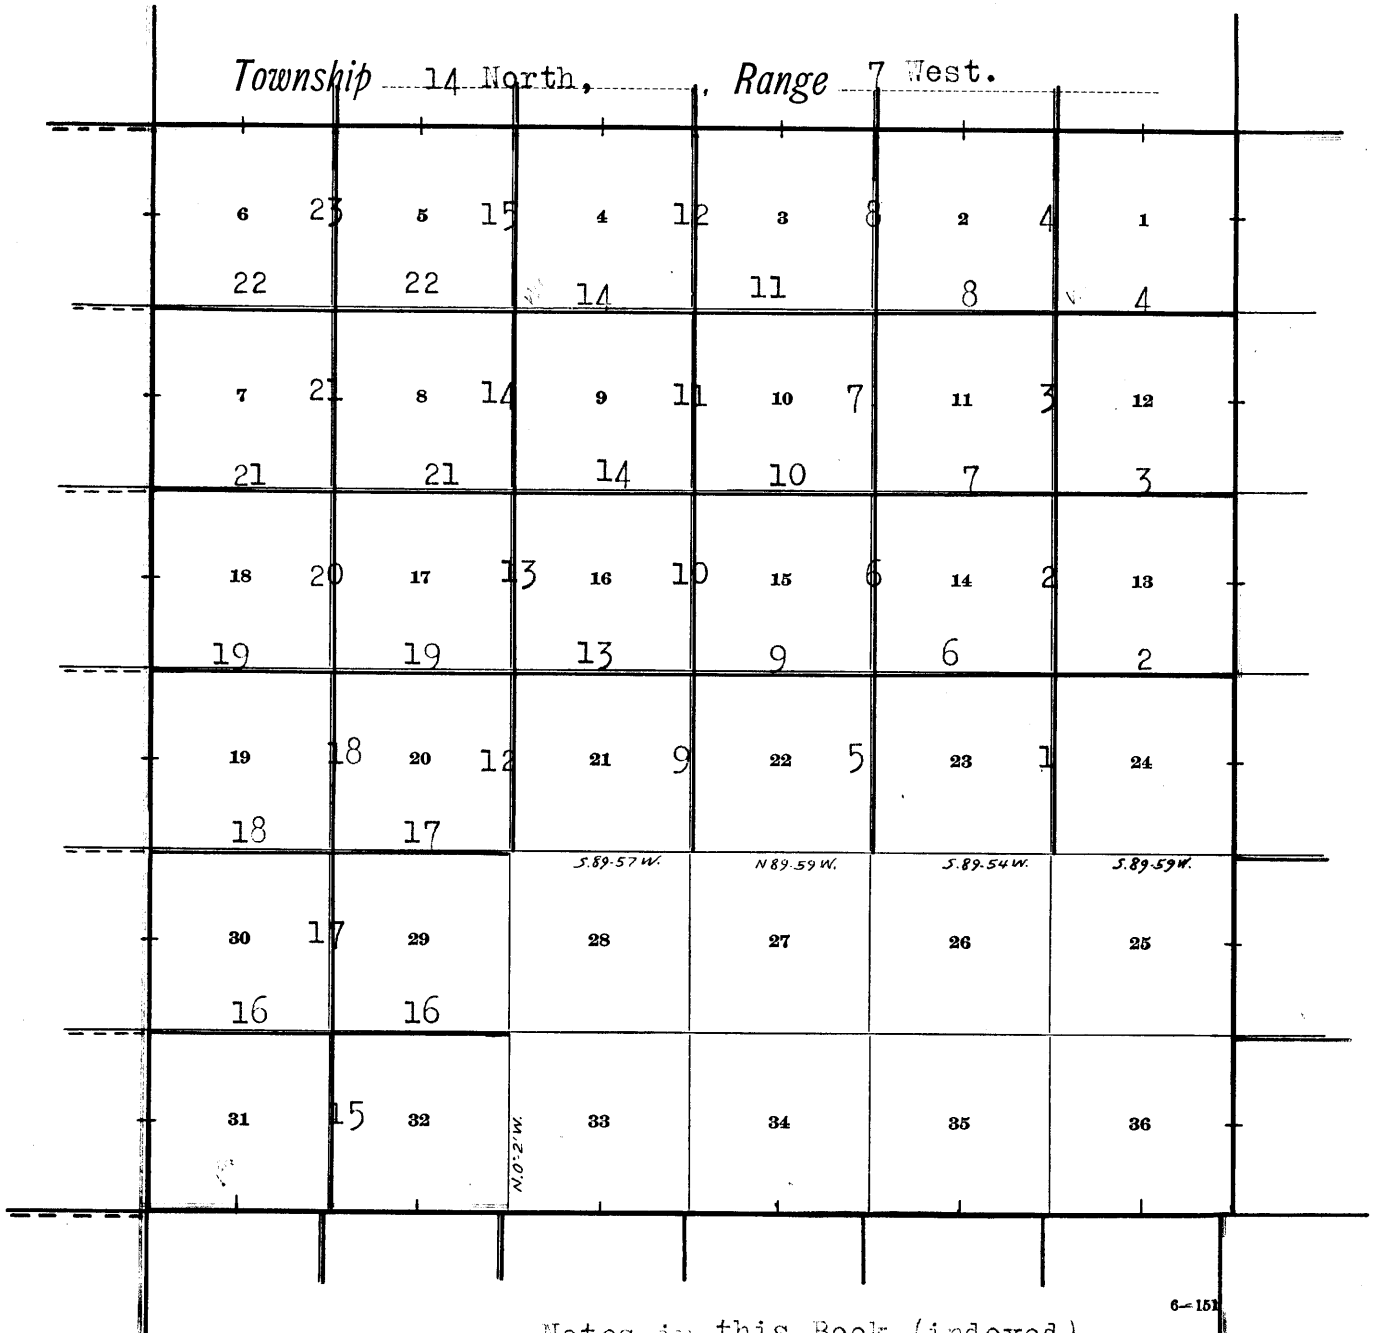 Township 14 North, , Range 7 West.
6 23 5 15 4 12 3 8 2 4 1
22 22 14 11 8 4
7 21 8 14 9 11 10 7 11 3 12
21 21 14 10 7 3
18 20 17 13 16 10 15 6 14 2 13
19 19 13 9 6 2
19 18 20 12 21 9 22 5 23 1 24
18 17
S.89-57W. N89-59W. S.89-54W. S.89-59W.
30 17 29 28 27 26 25
16 16
31 15 32 33 34 35 36
N.0°-2'W.
6—151
Notes in this Book (indexed)